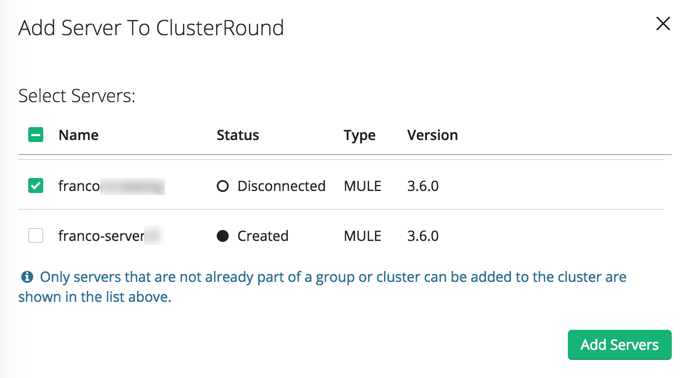 Add Server To ClusterRound
Select Servers:
Name Status Type Version
franco Disconnected MULE 3.6.0
franco-server Created MULE 3.6.0
Only servers that are not already part of a group or cluster can be added to the cluster are
shown in the list above.
Add Servers